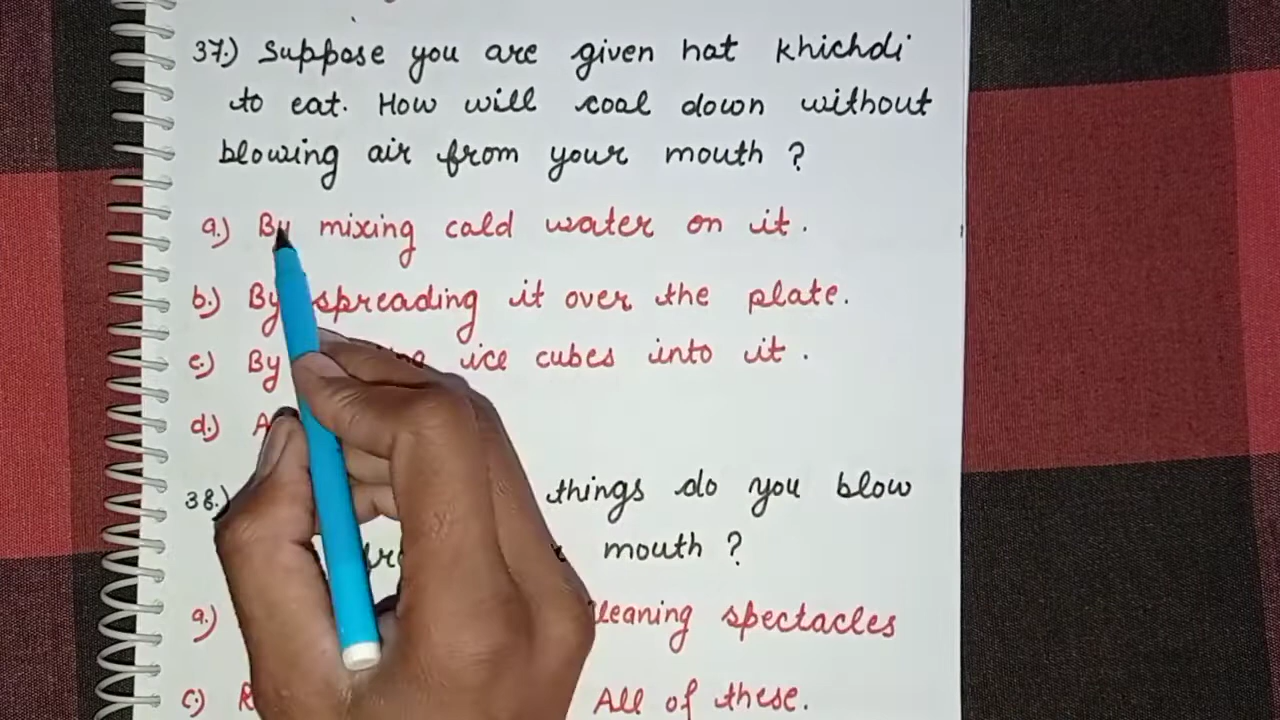 37.) Suppose you are given hot khichdi
to eat. How will cool down without
blowing air from your mouth ?
a.) By mixing cold water on it.
b.) By spreading it over the plate.
c.) By ice cubes into it.
d.)
38.) things do you blow
mouth ?
a.) cleaning spectacles
c.) All of these.